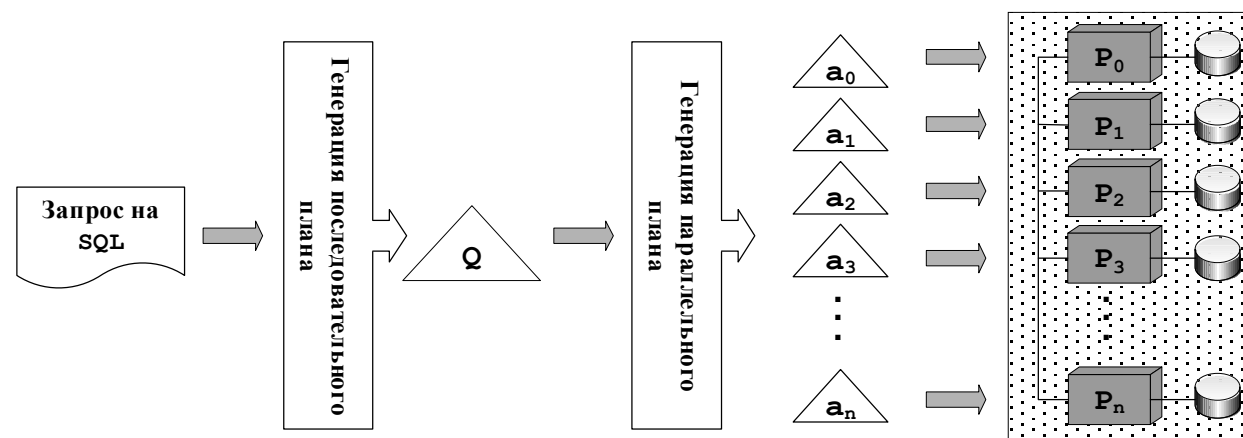 Запрос на
SQL
Генерация последовательного
плана
Q
Генерация параллельного
плана
a0
a1
a2
a3
an
P0
P1
P2
P3
Pn